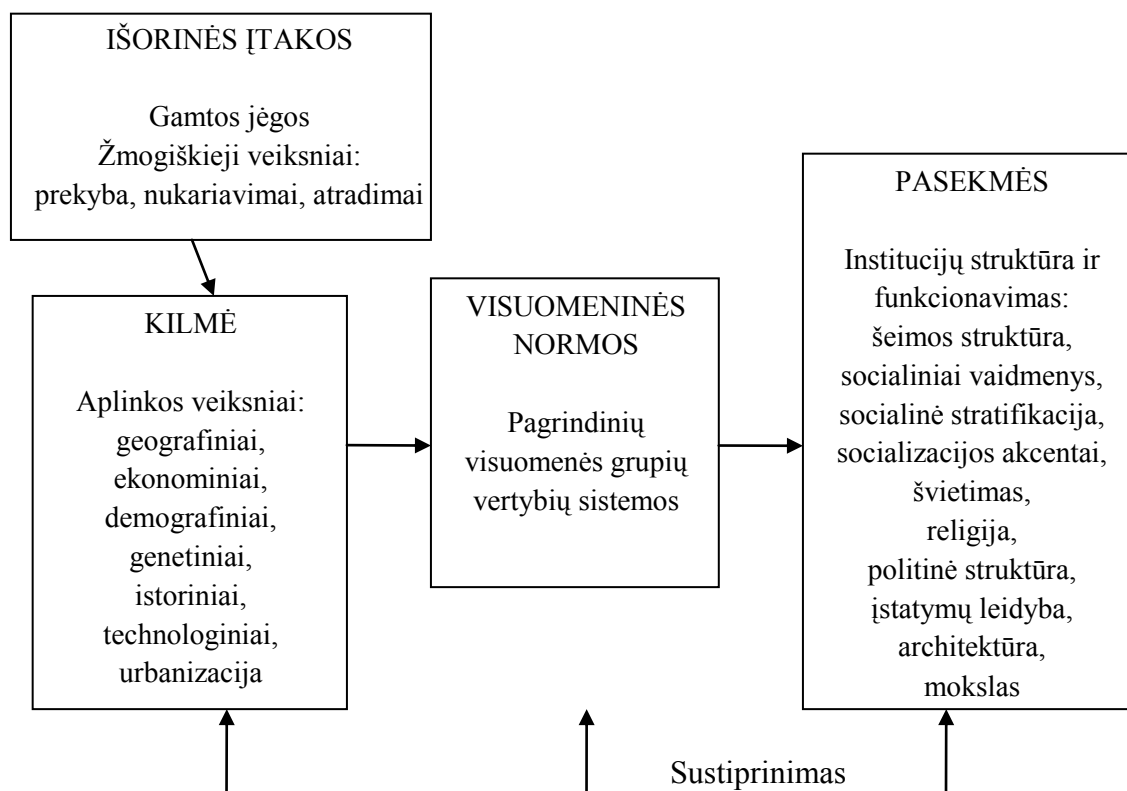 IŠORINĖS ĮTAKOS
Gamtos jėgos
Žmogiškieji veiksniai:
prekyba, nukariavimai, atradimai
KILMĖ
Aplinkos veiksniai:
geografiniai,
ekonominiai,
demografiniai,
genetiniai,
istoriniai,
technologiniai,
urbanizacija
VISUOMENINĖS
NORMOS
Pagrindinių
visuomenės grupių
vertybių sistemos
PASEKMĖS
Institucijų struktūra ir
funkcionavimas:
šeimos struktūra,
socialiniai vaidmenys,
socialinė stratifikacija,
socializacijos akcentai,
švietimas,
religija,
politinė struktūra,
įstatymų leidyba,
architektūra,
mokslas
Sustiprinimas